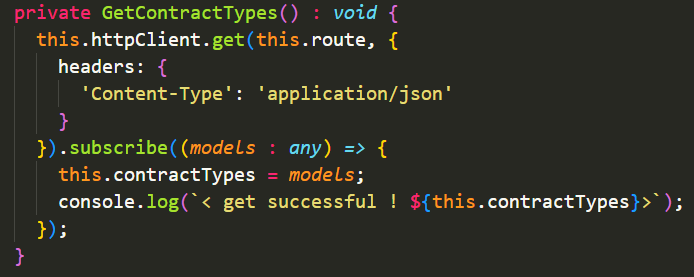 private GetContractTypes() : void {
this.httpClient.get(this.route, {
headers: {
'Content-Type': 'application/json'
}
}).subscribe((models : any) => {
this.contractTypes = models;
console.log(`< get successful ! ${this.contractTypes}>`);
});
}